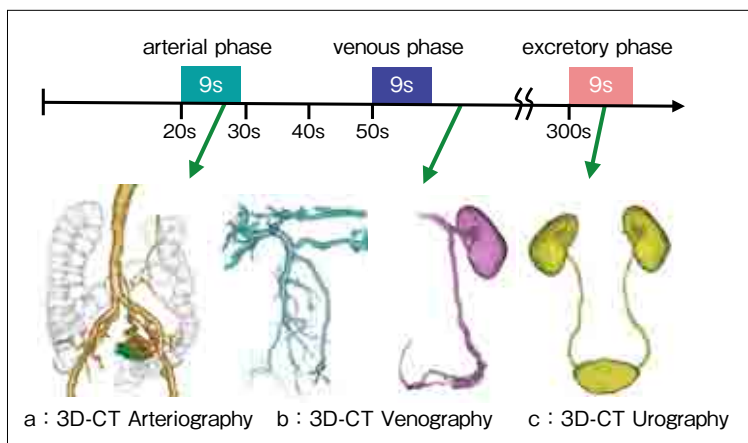 arterial phase venous phase excretory phase
9s 9s 9s
20s 30s 40s 50s 300s
a：3D-CT Arteriography b：3D-CT Venography c：3D-CT Urography